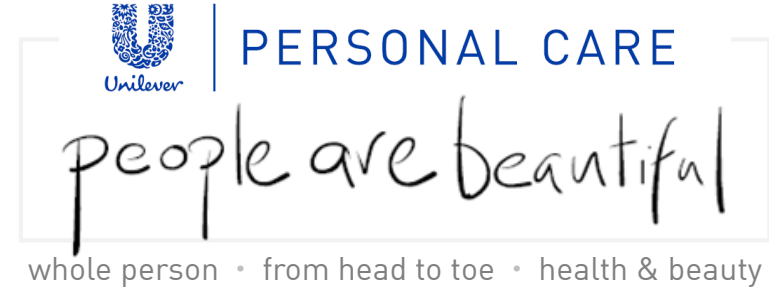 PERSONAL CARE
Unilever
people are beautiful
whole person • from head to toe • health & beauty